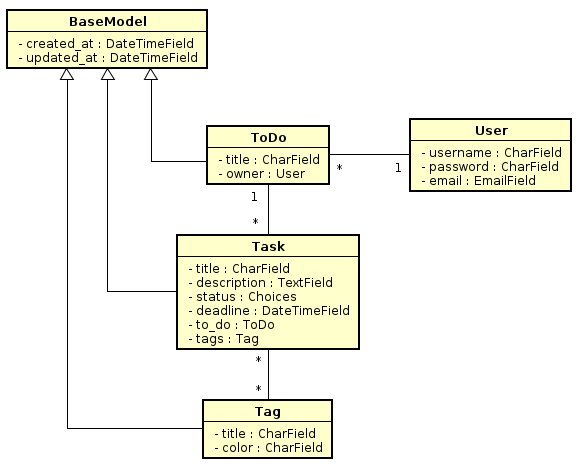 BaseModel
- created_at : DateTimeField
- updated_at : DateTimeField
ToDo
- title : CharField
- owner : User
User
- username : CharField
- password : CharField
- email : EmailField
*
1
1
*
Task
- title : CharField
- description : TextField
- status : Choices
- deadline : DateTimeField
- to_do : ToDo
- tags : Tag
*
*
Tag
- title : CharField
- color : CharField